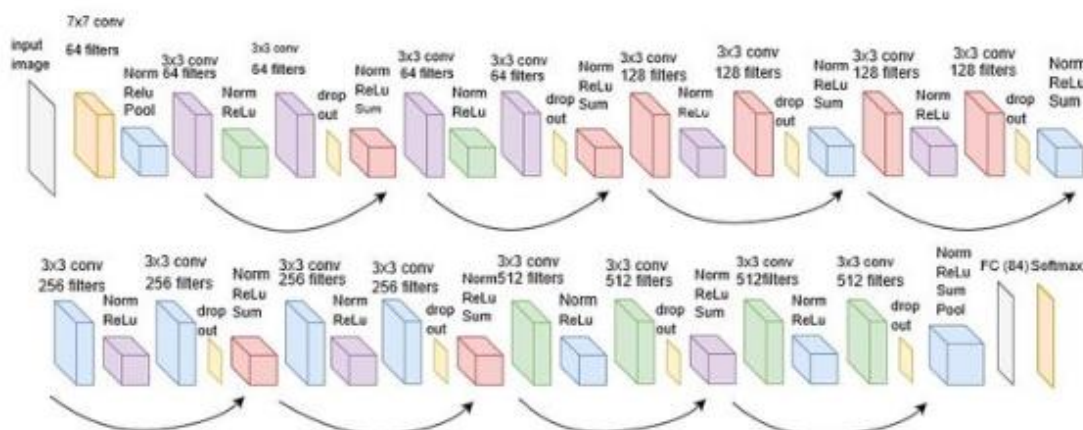 input
image
7x7 conv
64 filters
Norm
Relu
Pool
3x3 conv
64 filters
Norm
ReLu
3x3 conv
64 filters
drop
out
Norm
ReLu
Sum
3x3 conv
64 filters
Norm
ReLu
3x3 conv
64 filters
drop
out
Norm
ReLu
Sum
3x3 conv
128 filters
Norm
ReLu
3x3 conv
128 filters
drop
out
Norm
ReLu
Sum
3x3 conv
128 filters
Norm
ReLu
3x3 conv
128 filters
drop
out
Norm
ReLu
Sum
3x3 conv
256 filters
Norm
ReLu
3x3 conv
256 filters
drop
out
Norm
ReLu
Sum
3x3 conv
256 filters
Norm
ReLu
3x3 conv
256 filters
drop
out
Norm
ReLu
Sum
3x3 conv
512 filters
Norm
ReLu
3x3 conv
512 filters
drop
out
Norm
ReLu
Sum
3x3 conv
512filters
Norm
ReLu
3x3 conv
512 filters
drop
out
Norm
ReLu
Sum
Pool
FC (84)
Softmax